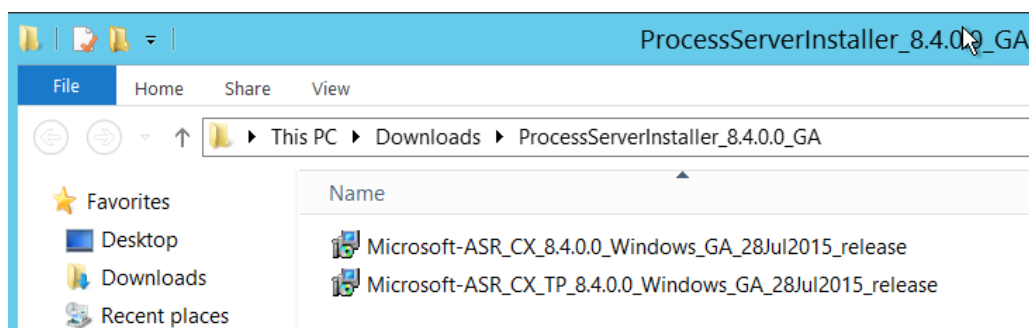 ProcessServerInstaller_8.4.0.0_GA
File Home Share View
This PC Downloads ProcessServerInstaller_8.4.0.0_GA
Favorites
Name
Desktop
Microsoft-ASR_CX_8.4.0.0_Windows_GA_28Jul2015_release
Downloads
Microsoft-ASR_CX_TP_8.4.0.0_Windows_GA_28Jul2015_release
Recent places